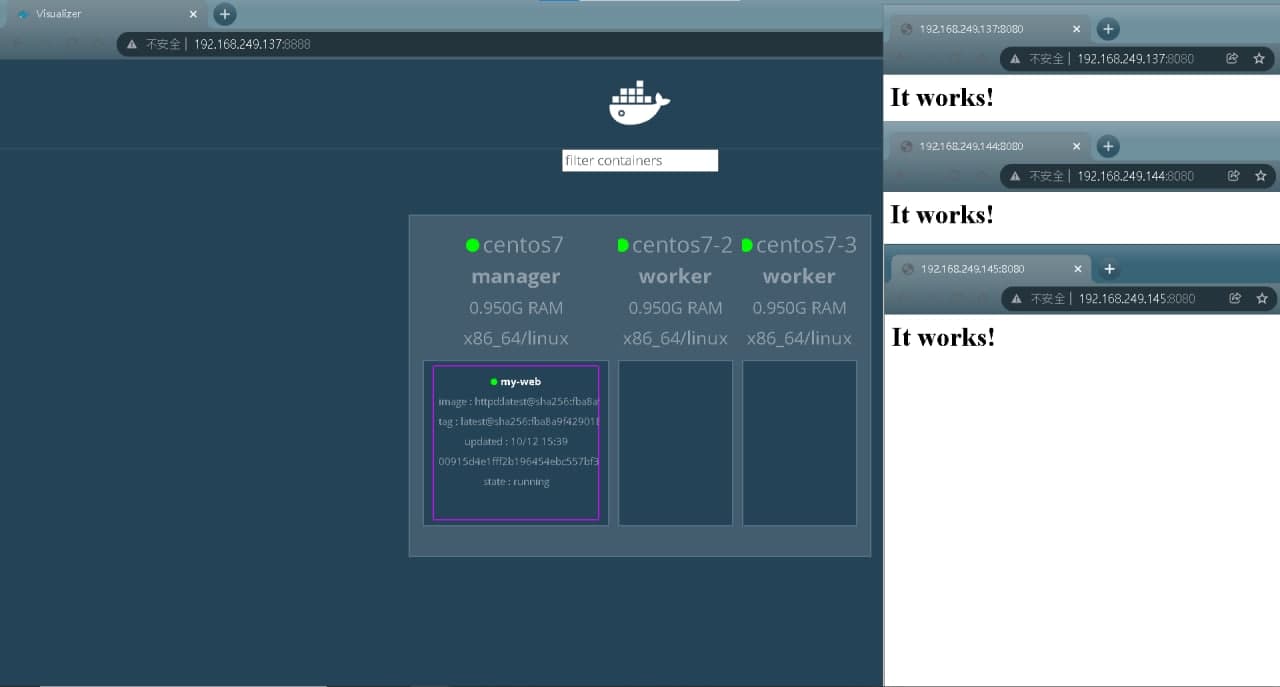 Visualizer
不安全 192.168.249.137:8888
filter containers
centos7
manager
0.950G RAM
x86_64/linux
centos7-2
worker
0.950G RAM
x86_64/linux
centos7-3
worker
0.950G RAM
x86_64/linux
my-web
image : httpd:latest@sha256:fba8a9
tag : latest@sha256:fba8a9f429018
updated : 10/12 15:39
00915d4e1fff2b196454ebc557bf3
state : running
192.168.249.137:8080
不安全 192.168.249.137:8080
It works!
192.168.249.144:8080
不安全 192.168.249.144:8080
It works!
192.168.249.145:8080
不安全 192.168.249.145:8080
It works!